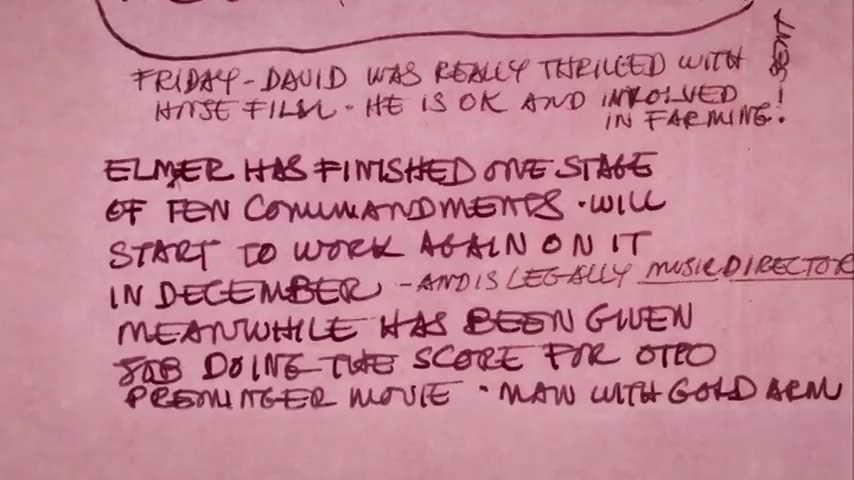 FRIDAY - DAVID WAS REALLY THRILLED WITH
FILM - HE IS OK AND INVOLVED
IN FARMING!
SENT
ELMER HAS FINISHED ONE STAGE
OF TEN COMMANDMENTS · WILL
START TO WORK AGAIN ON IT
IN DECEMBER - AND IS LEGALLY MUSIC DIRECTOR
MEANWHILE HAS BEEN GIVEN
JOB DOING THE SCORE FOR OTTO
PREMINGER MOVIE · MAN WITH GOLD ARM